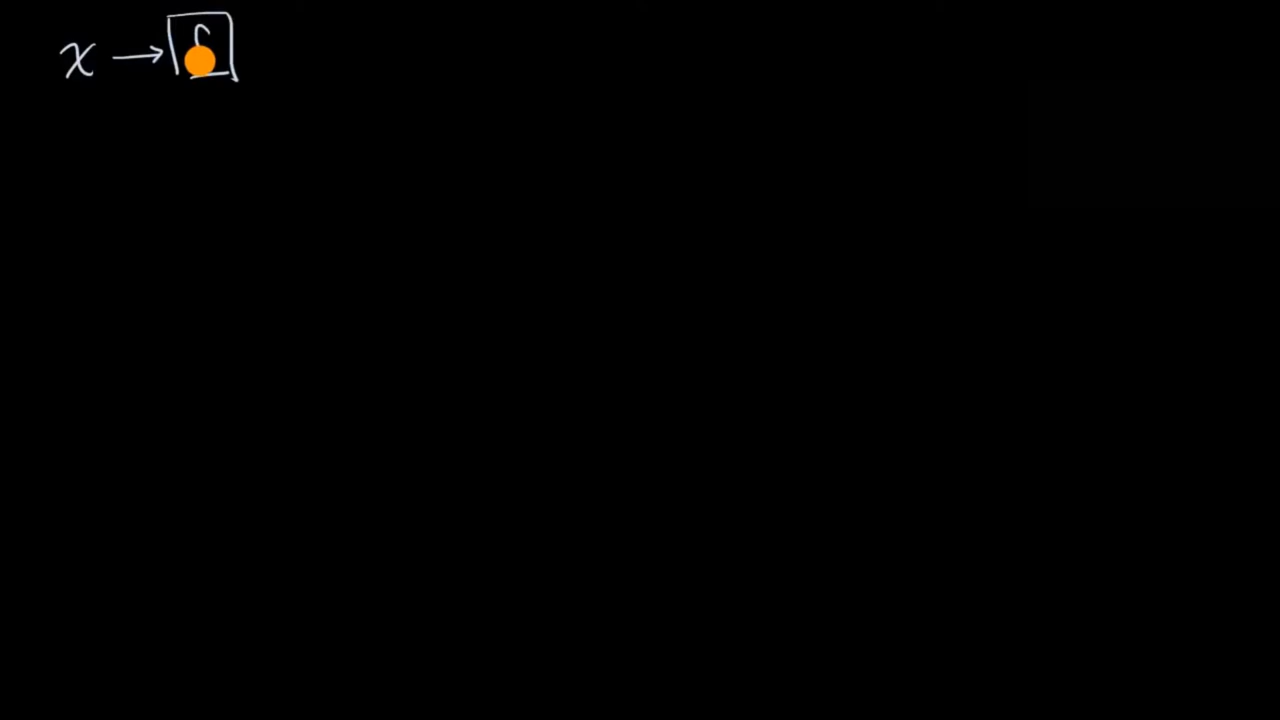 x → f